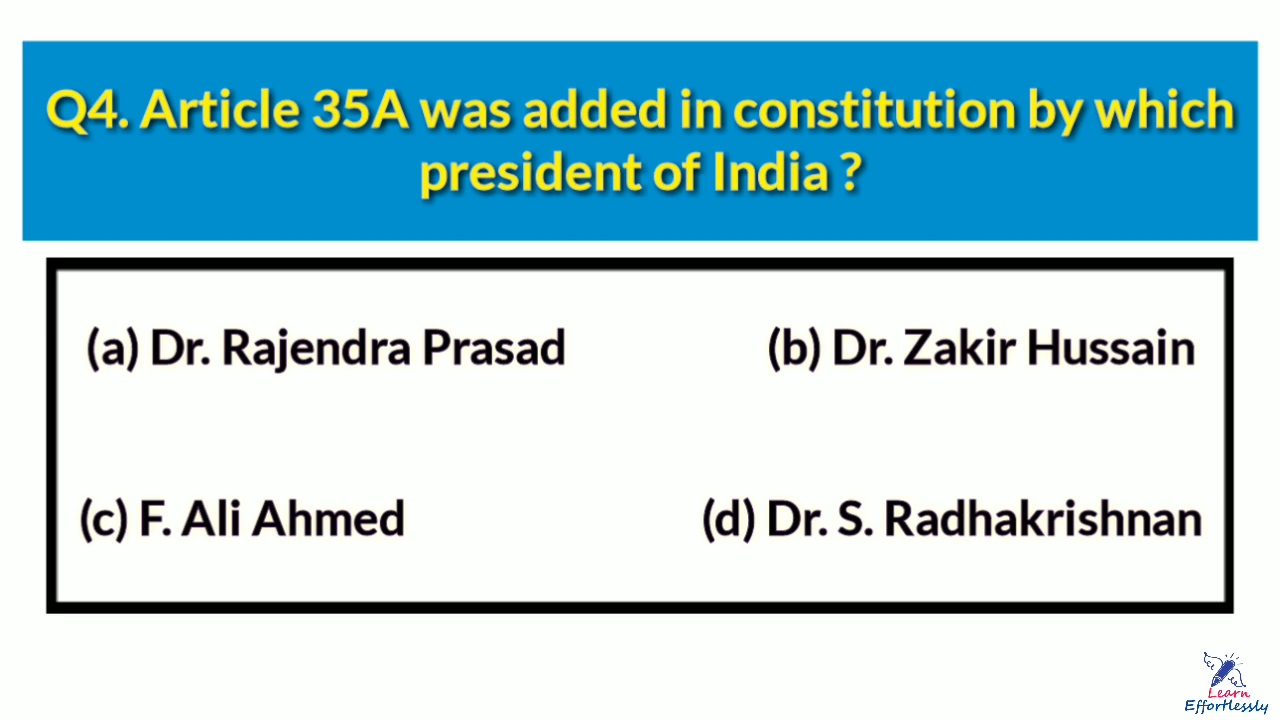 Q4. Article 35A was added in constitution by which
president of India ?
(a) Dr. Rajendra Prasad
(b) Dr. Zakir Hussain
(c) F. Ali Ahmed
(d) Dr. S. Radhakrishnan
Learn
Effortlessly